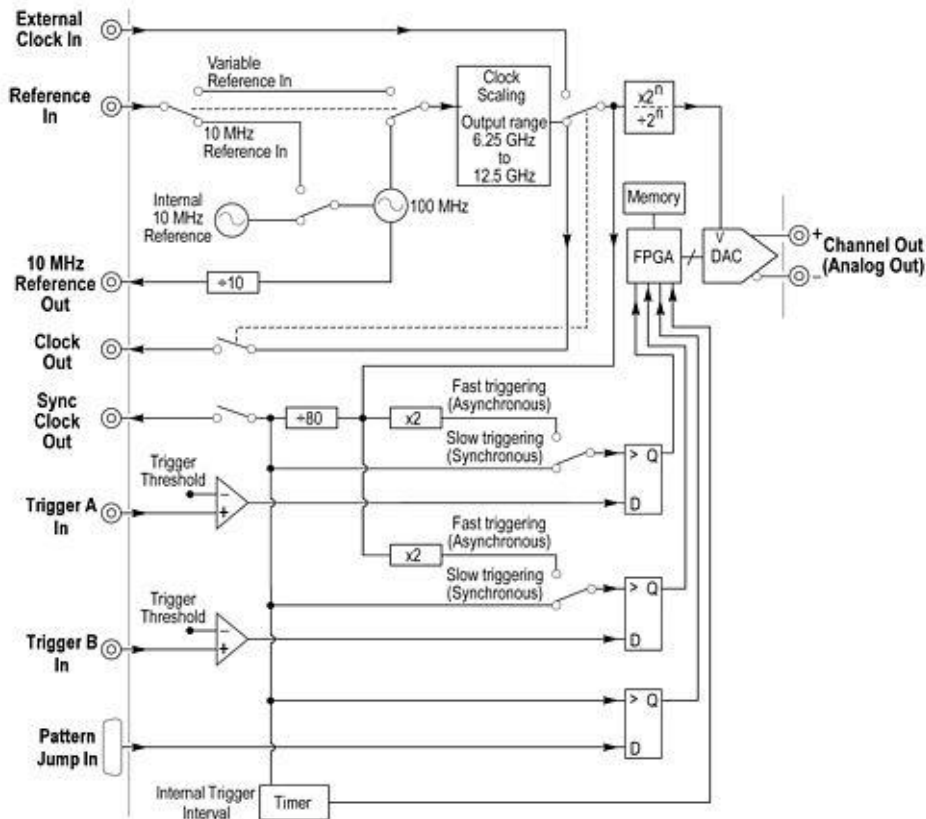 External
Clock In
Variable
Reference In
Reference
In
10 MHz
Reference In
Clock
Scaling
Output range
6.25 GHz
to
12.5 GHz
x2ⁿ
÷2ⁿ
Internal
10 MHz
Reference
100 MHz
Memory
FPGA
V
DAC
+
−
Channel Out
(Analog Out)
10 MHz
Reference
Out
÷10
Clock
Out
Sync
Clock
Out
÷80
x2
Fast triggering
(Asynchronous)
Slow triggering
(Synchronous)
> Q
D
Trigger
Threshold
−
+
Trigger A
In
x2
Fast triggering
(Asynchronous)
Slow triggering
(Synchronous)
> Q
D
Trigger
Threshold
−
+
Trigger B
In
> Q
D
Pattern
Jump In
Internal Trigger
Interval
Timer